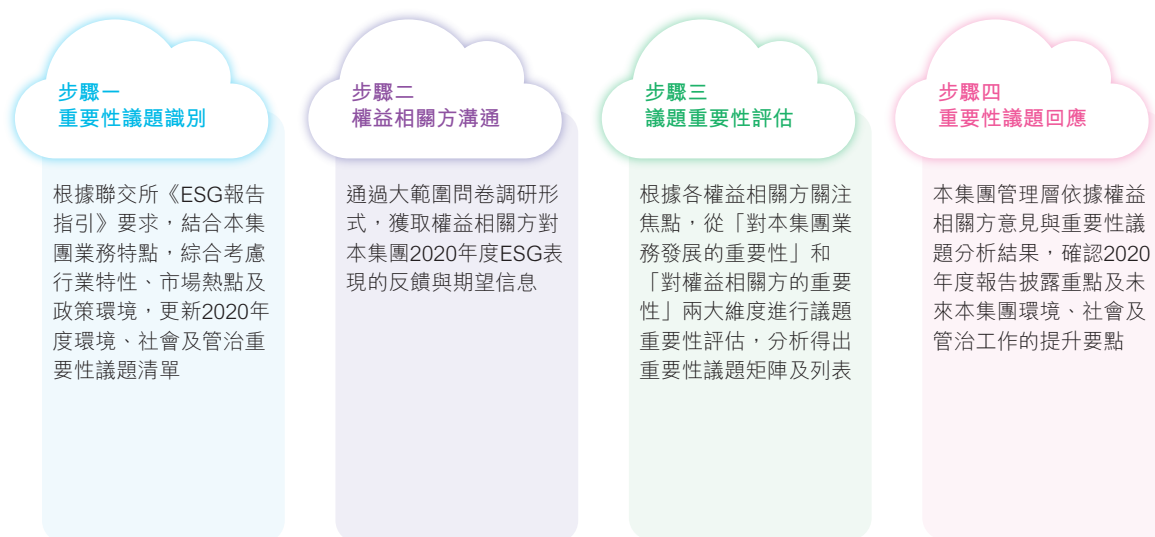 步驟一
重要性議題識別
根據聯交所《ESG報告
指引》要求，結合本集
團業務特點，綜合考慮
行業特性、市場熱點及
政策環境，更新2020年
度環境、社會及管治重
要性議題清單
步驟二
權益相關方溝通
通過大範圍問卷調研形
式，獲取權益相關方對
本集團2020年度ESG表
現的反饋與期望信息
步驟三
議題重要性評估
根據各權益相關方關注
焦點，從「對本集團業
務發展的重要性」和
「對權益相關方的重要
性」兩大維度進行議題
重要性評估，分析得出
重要性議題矩陣及列表
步驟四
重要性議題回應
本集團管理層依據權益
相關方意見與重要性議
題分析結果，確認2020
年度報告披露重點及未
來本集團環境、社會及
管治工作的提升要點